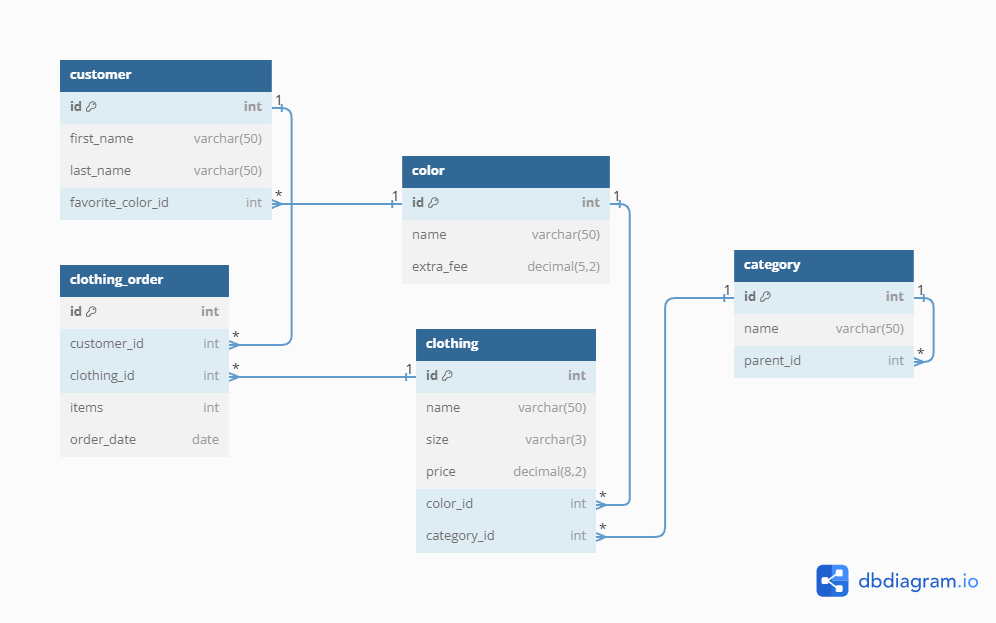 customer
id int
first_name varchar(50)
last_name varchar(50)
favorite_color_id int
1
*
clothing_order
id int
customer_id int
clothing_id int
items int
order_date date
*
*
color
id int
name varchar(50)
extra_fee decimal(5,2)
1
1
clothing
id int
name varchar(50)
size varchar(3)
price decimal(8,2)
color_id int
category_id int
1
*
*
category
id int
name varchar(50)
parent_id int
1
1
*
dbdiagram.io